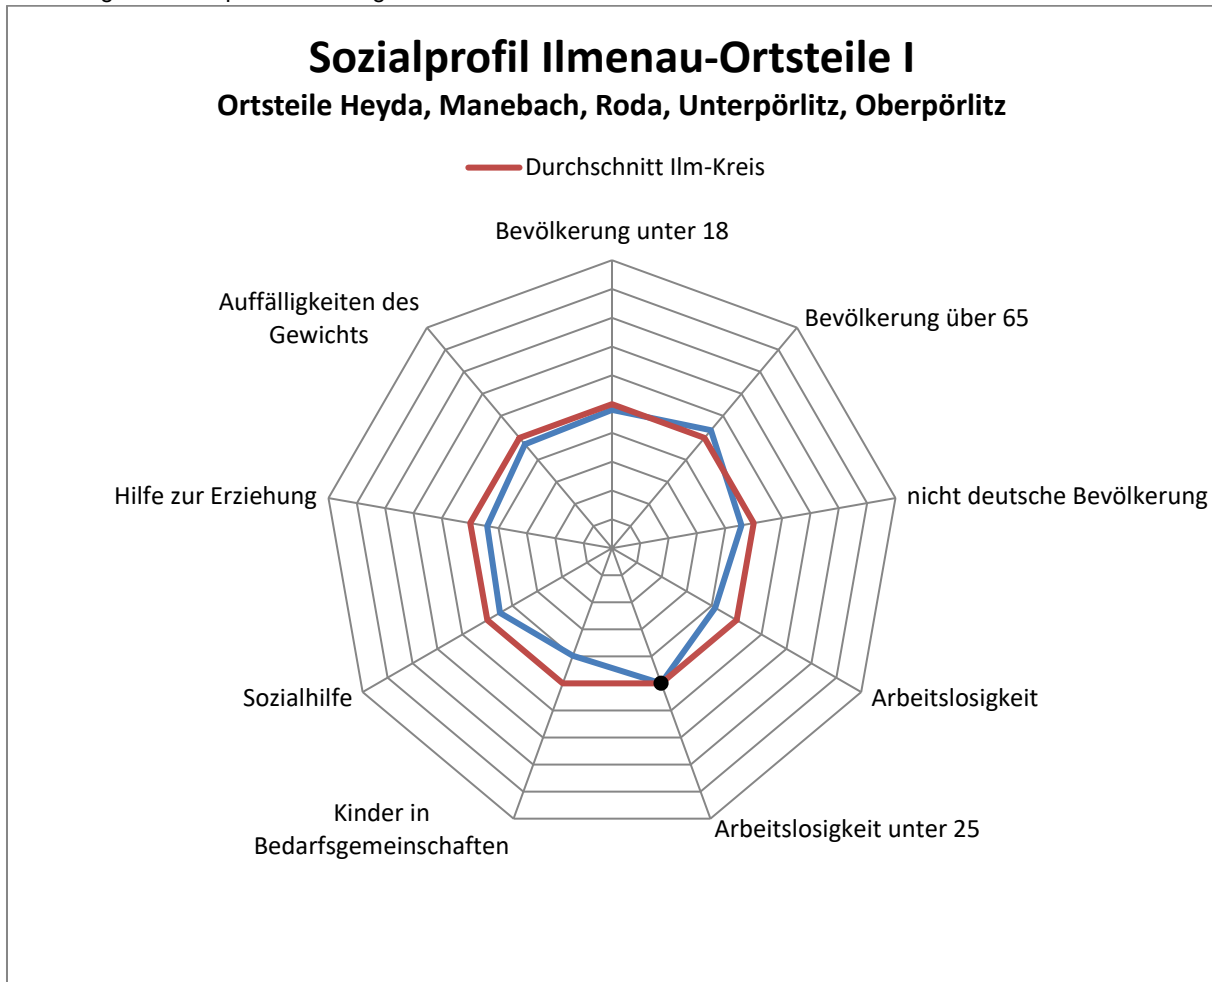 Sozialprofil Ilmenau-Ortsteile I
Ortsteile Heyda, Manebach, Roda, Unterpörlitz, Oberpörlitz
Durchschnitt Ilm-Kreis
Bevölkerung unter 18
Auffälligkeiten des
Gewichts
Bevölkerung über 65
Hilfe zur Erziehung
nicht deutsche Bevölkerung
Sozialhilfe
Arbeitslosigkeit
Kinder in
Bedarfsgemeinschaften
Arbeitslosigkeit unter 25